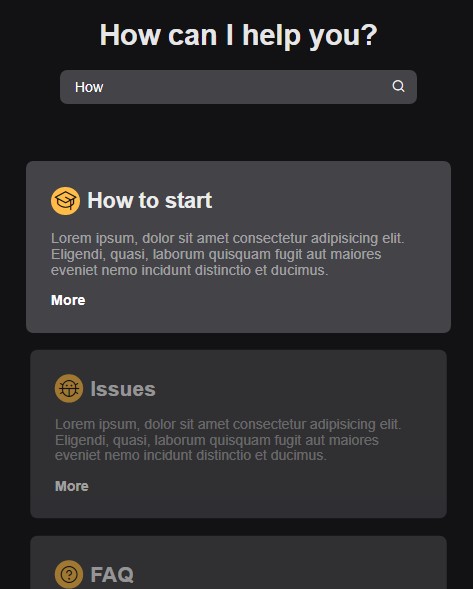 How can I help you?
How
How to start
Lorem ipsum, dolor sit amet consectetur adipisicing elit.
Eligendi, quasi, laborum quisquam fugit aut maiores
eveniet nemo incidunt distinctio et ducimus.
More
Issues
Lorem ipsum, dolor sit amet consectetur adipisicing elit.
Eligendi, quasi, laborum quisquam fugit aut maiores
eveniet nemo incidunt distinctio et ducimus.
More
FAQ